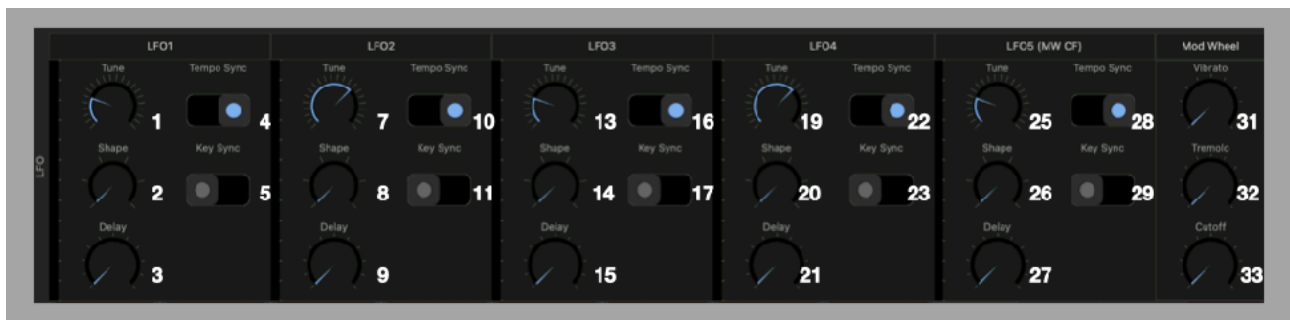 LFO1 LFO2 LFO3 LFO4 LFO5 (MW CF) Mod Wheel
Tune Tempo Sync Tune Tempo Sync Tune Tempo Sync Tune Tempo Sync Tune Tempo Sync Vibrato
1 4 7 10 13 16 19 22 25 28 31
LFO
Shape Key Sync Shape Key Sync Shape Key Sync Shape Key Sync Shape Key Sync Tremolo
2 5 8 11 14 17 20 23 26 29 32
Delay Delay Delay Delay Delay Cutoff
3 9 15 21 27 33